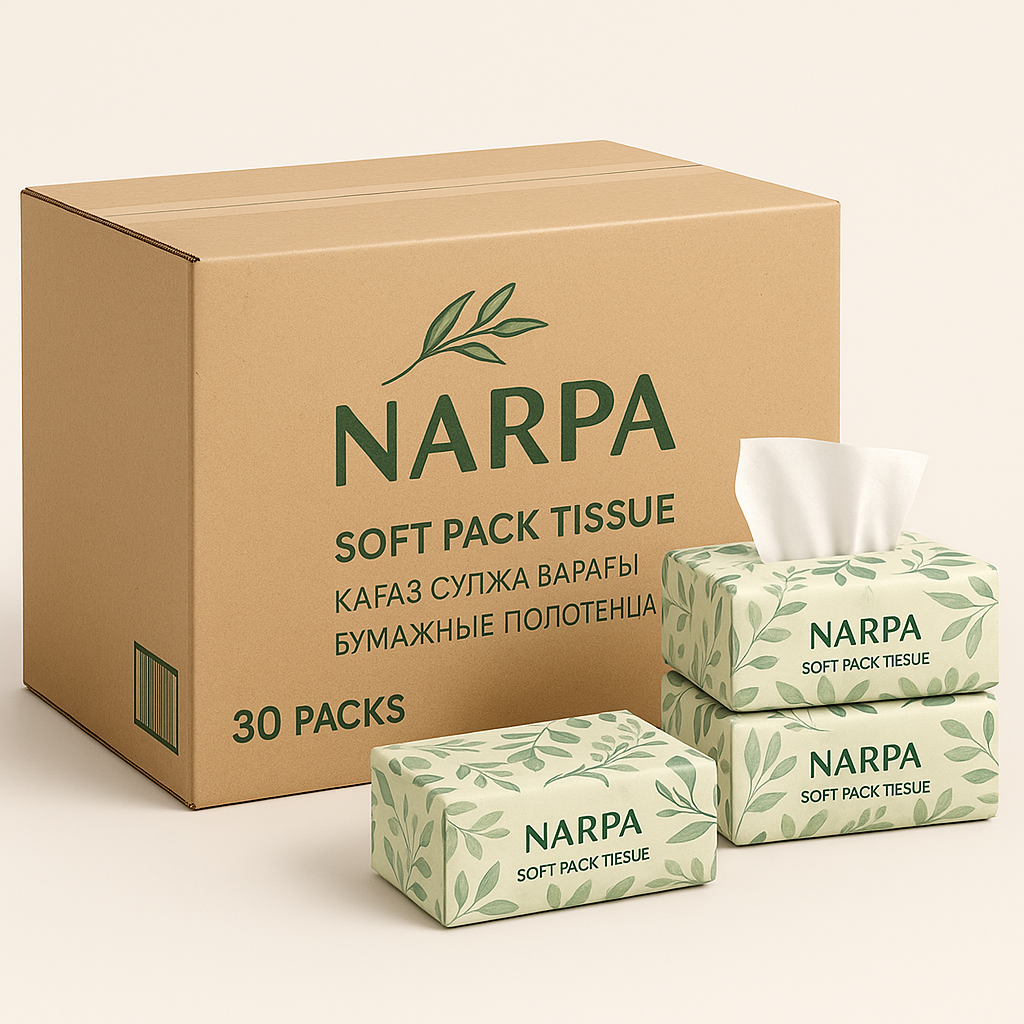 NARPA
SOFT PACK TISSUE
КАҒАЗ СУЛЖА ВАРАҒЫ
БУМАЖНЫЕ ПОЛОТЕНЦА
30 PACKS
NARPA
SOFT PACK TIESUE
NARPA
SOFT PACK TIESUE
NARPA
SOFT PACK TIESUE